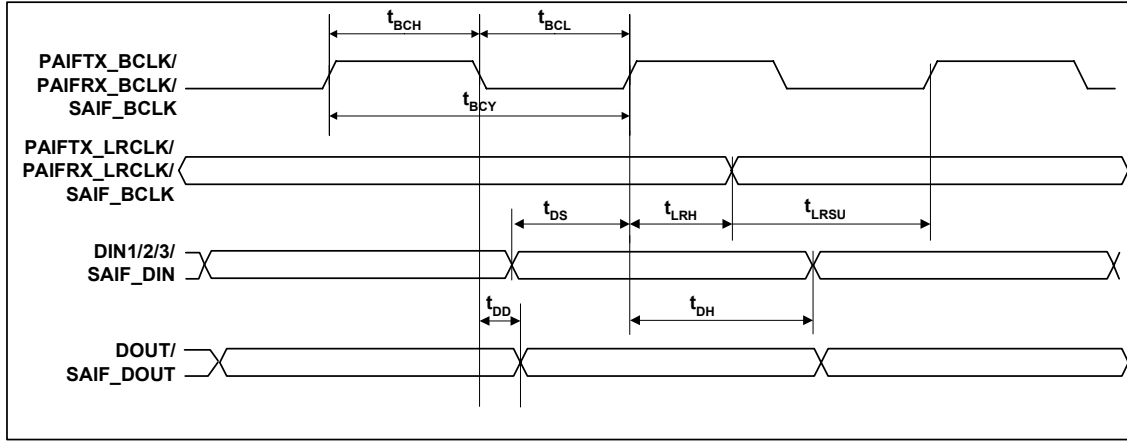 tBCH
tBCL
PAIFTX_BCLK/
PAIFRX_BCLK/
SAIF_BCLK
tBCY
PAIFTX_LRCLK/
PAIFRX_LRCLK/
SAIF_BCLK
tDS
tLRH
tLRSU
DIN1/2/3/
SAIF_DIN
tDD
tDH
DOUT/
SAIF_DOUT